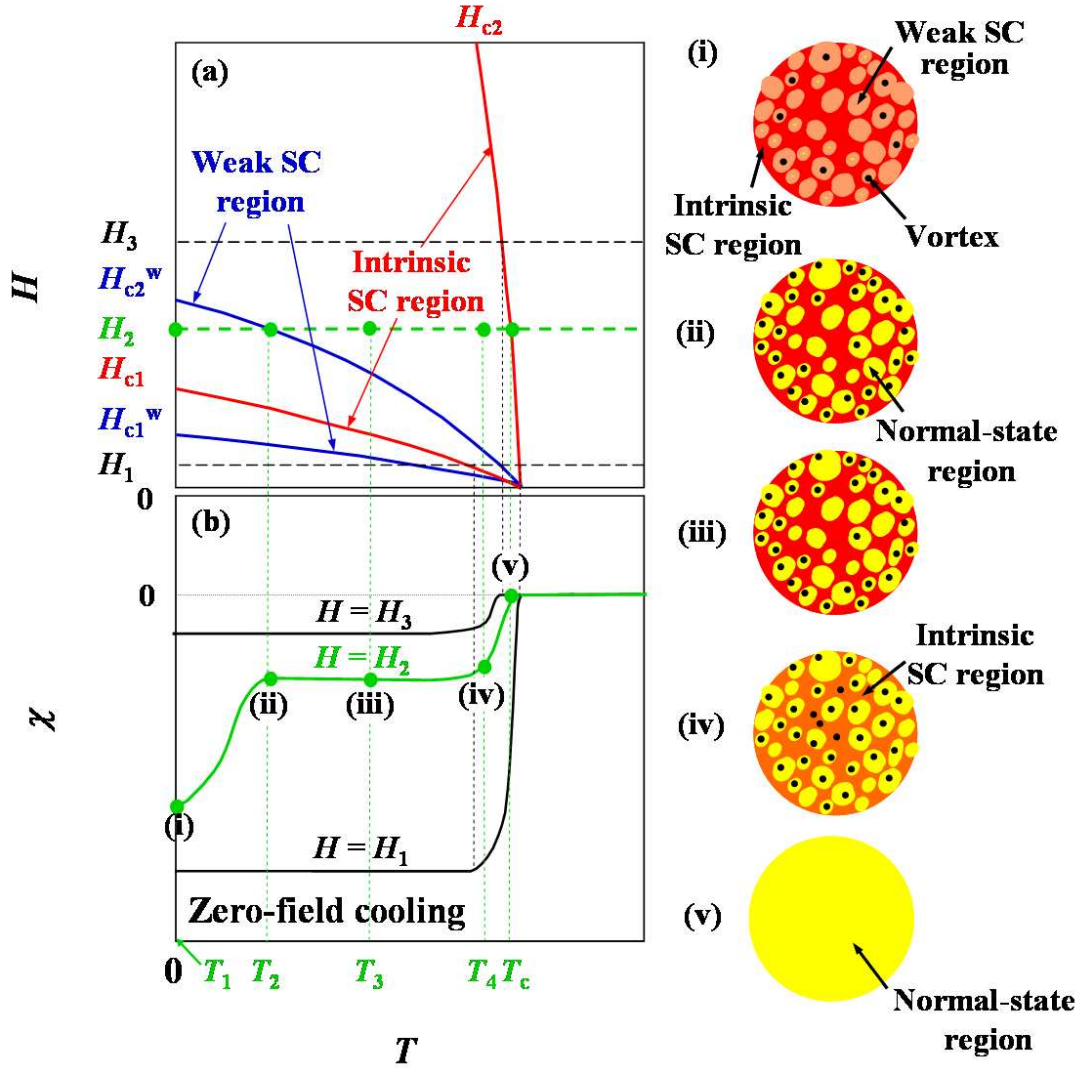 Hc2
(a)
Weak SC
region
Intrinsic
SC region
H3
Hc2w
H2
Hc1
Hc1w
H1
0
H
(b)
0
(v)
H = H3
H = H2
(ii)
(iii)
(iv)
(i)
H = H1
Zero-field cooling
χ
0
T1
T2
T3
T4
Tc
T
(i)
Weak SC
region
Intrinsic
SC region
Vortex
(ii)
Normal-state
region
(iii)
Intrinsic
SC region
(iv)
(v)
Normal-state
region